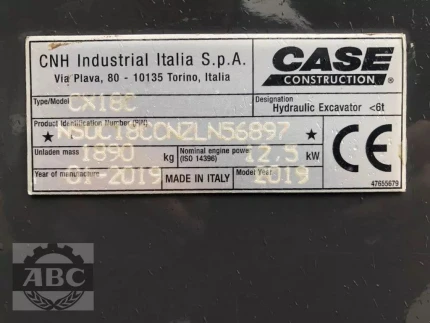 CNH Industrial Italia S.p.A.
Via Plava, 80 - 10135 Torino, Italia
CASE
CONSTRUCTION ®
Type/Model CX18C
Designation Hydraulic Excavator <6t
Product Identification Number (PIN)
★ NSUC18CCNZLN56897 ★
Unladen mass 1890 kg
Nominal engine power (ISO 14396) 12,5 kW
Year of manufacture 01-2019
MADE IN ITALY
Model Year 2019
CE
47655679
ABC